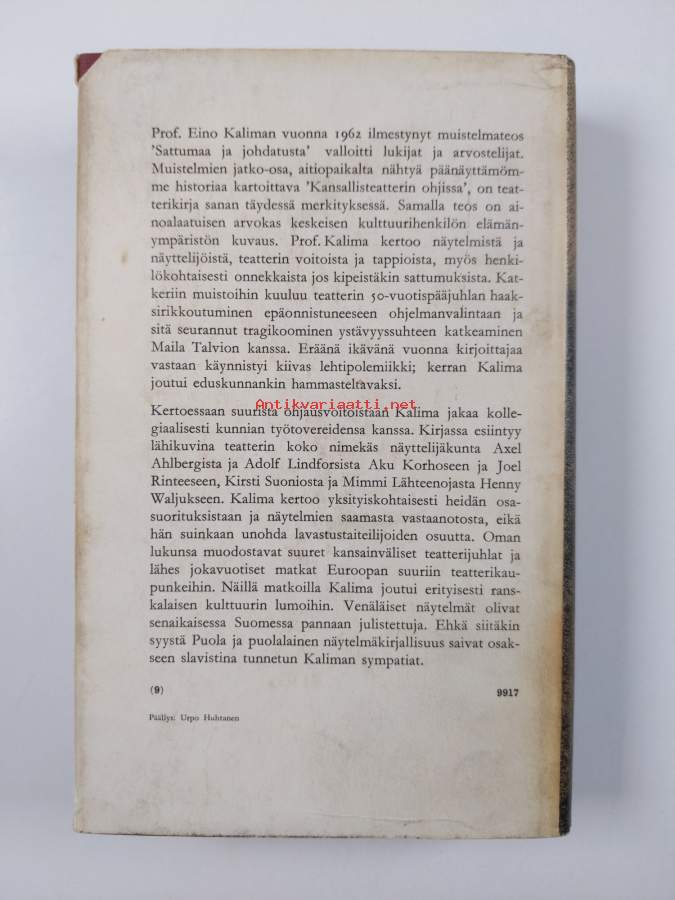 Prof. Eino Kaliman vuonna 1962 ilmestynyt muistelmateos
'Sattumaa ja johdatusta' valloitti lukijat ja arvostelijat.
Muistelmien jatko-osa, aitiopaikalta nähtyä päänäyttämöm-
me historiaa kartoittava 'Kansallisteatterin ohjissa', on teat-
terikirja sanan täydessä merkityksessä. Samalla teos on ai-
noalaatuisen arvokas keskeisen kulttuurihenkilön elämän-
ympäristön kuvaus. Prof. Kalima kertoo näytelmistä ja
näyttelijöistä, teatterin voitoista ja tappioista, myös henki-
lökohtaisesti onnekkaista jos kipeistäkin sattumuksista. Kat-
keriin muistoihin kuuluu teatterin 50-vuotispääjuhlan haak-
sirikkoutuminen epäonnistuneeseen ohjelmanvalintaan ja
sitä seurannut tragikoominen ystävyyssuhteen katkeaminen
Maila Talvion kanssa. Eräänä ikävänä vuonna kirjoittajaa
vastaan käynnistyi kiivas lehtipolemiikki; kerran Kalima
joutui eduskunnankin hammasteltavaksi.
Antikvariaatti.net
Kertoessaan suurista ohjausvoitoistaan Kalima jakaa kolle-
giaalisesti kunnian työtovereidensa kanssa. Kirjassa esiintyy
lähikuvina teatterin koko nimekäs näyttelijäkunta Axel
Ahlbergista ja Adolf Lindforsista Aku Korhoseen ja Joel
Rinteeseen, Kirsti Suoniosta ja Mimmi Lähteenojasta Henny
Waljukseen. Kalima kertoo yksityiskohtaisesti heidän osa-
suorituksistaan ja näytelmien saamasta vastaanotosta, eikä
hän suinkaan unohda lavastustaiteilijoiden osuutta. Oman
lukunsa muodostavat suuret kansainväliset teatterijuhlat ja
lähes jokavuotiset matkat Euroopan suuriin teatterikau-
punkeihin. Näillä matkoilla Kalima joutui erityisesti rans-
kalaisen kulttuurin lumoihin. Venäläiset näytelmät olivat
senaikaisessa Suomessa pannaan julistettuja. Ehkä siitäkin
syystä Puola ja puolalainen näytelmäkirjallisuus saivat osak-
seen slavistina tunnetun Kaliman sympatiat.
(9) 9917
Päällys: Urpo Huhtanen